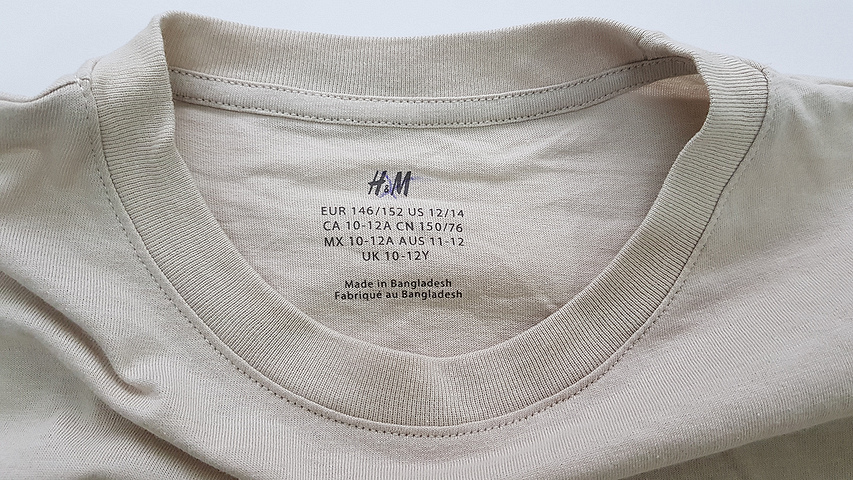 H&M
EUR 146/152 US 12/14
CA 10-12A CN 150/76
MX 10-12A AUS 11-12
UK 10-12Y
Made in Bangladesh
Fabriqué au Bangladesh